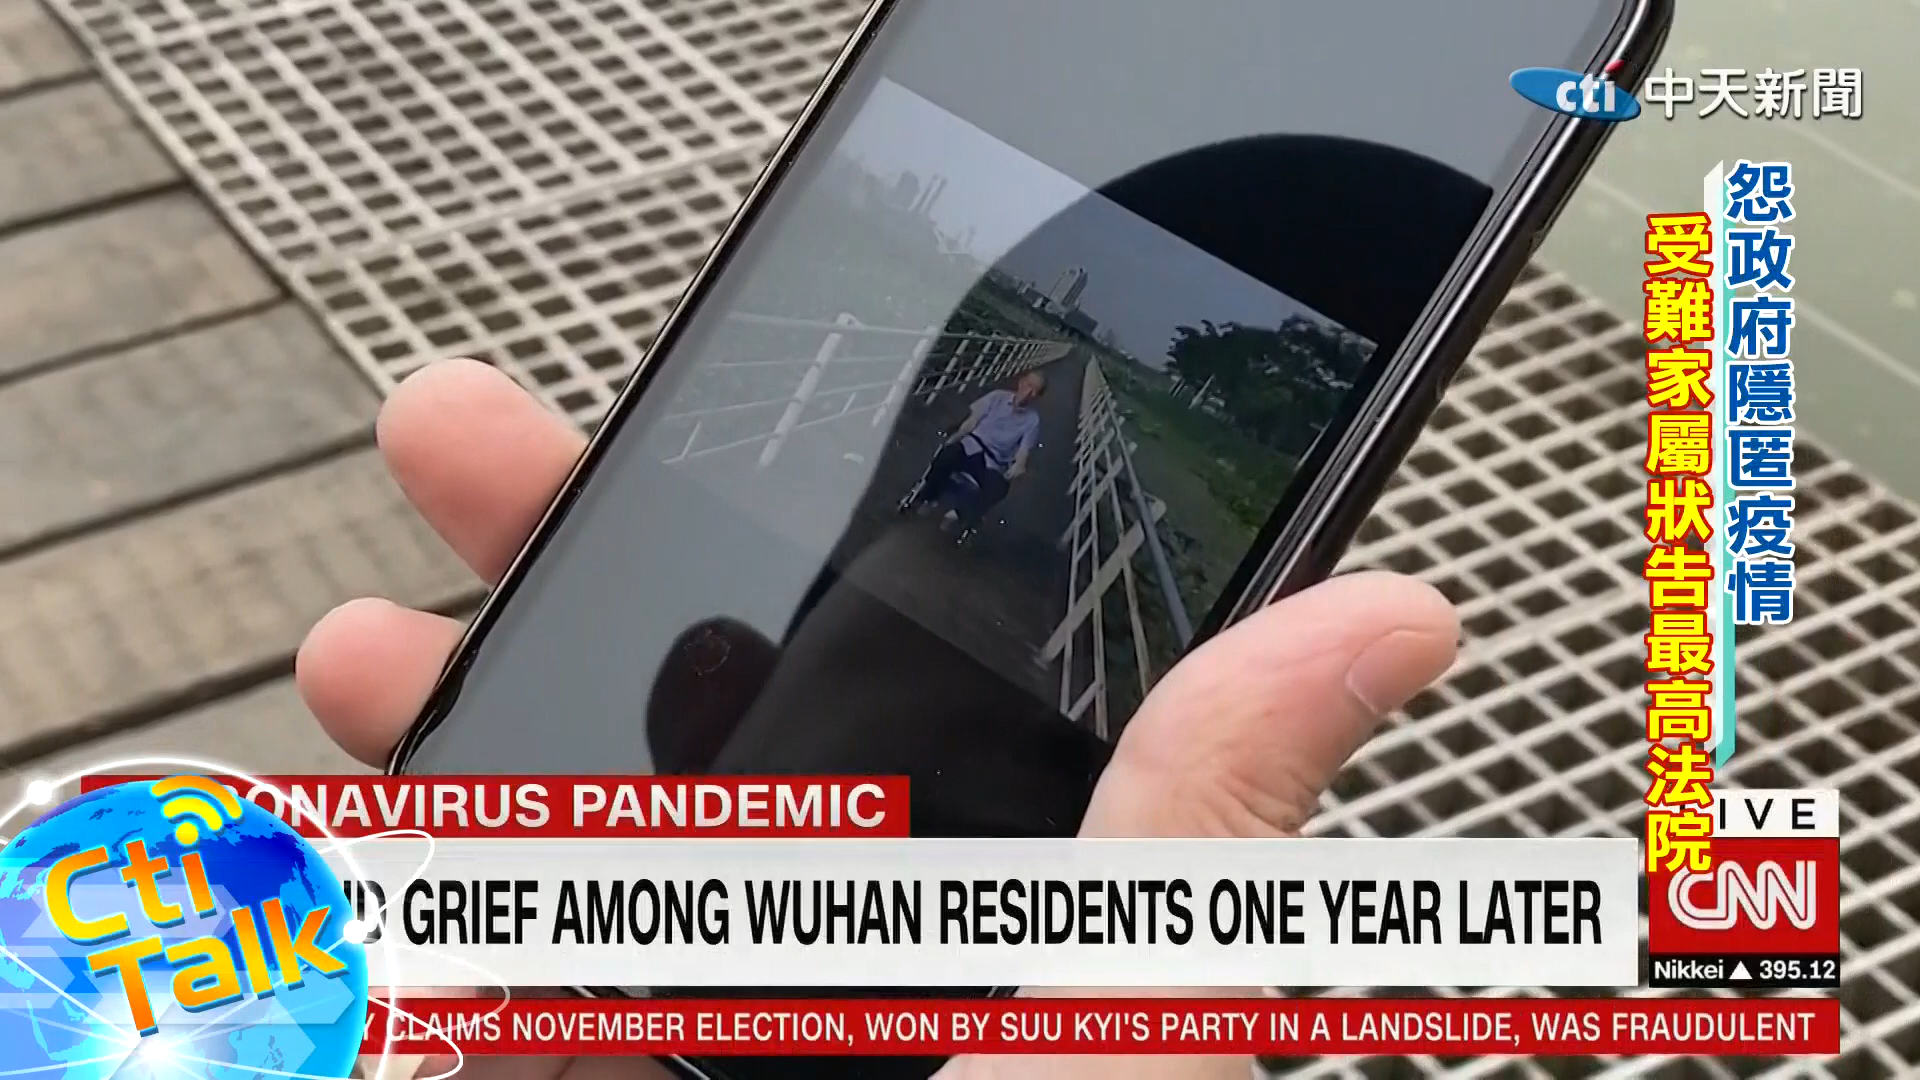 cti 中天新聞
怨政府隱匿疫情
受難家屬狀告最高法院
ONAVIRUS PANDEMIC
GRIEF AMONG WUHAN RESIDENTS ONE YEAR LATER
IVE
CNN
Nikkei ▲ 395.12
CLAIMS NOVEMBER ELECTION, WON BY SUU KYI'S PARTY IN A LANDSLIDE, WAS FRAUDULENT
Cti
Talk